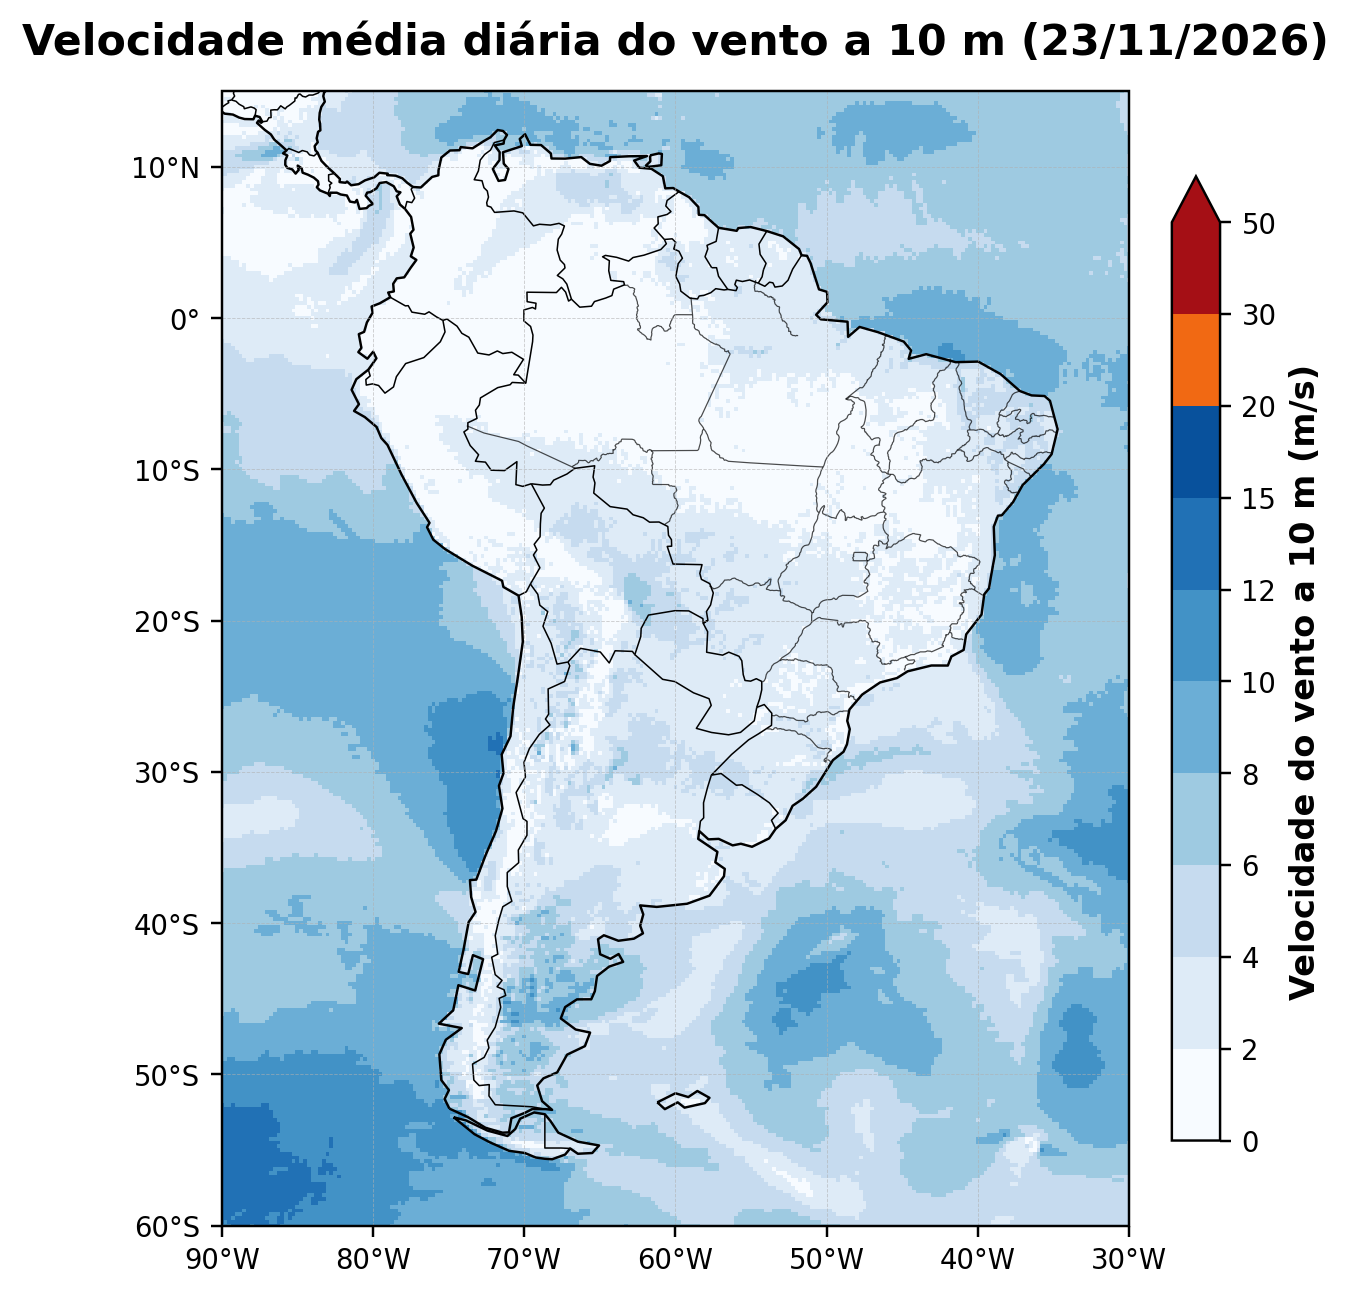 Velocidade média diária do vento a 10 m (23/11/2026)
10°N
0°
10°S
20°S
30°S
40°S
50°S
60°S
90°W
80°W
70°W
60°W
50°W
40°W
30°W
50
30
20
15
12
10
8
6
4
2
0
Velocidade do vento a 10 m (m/s)